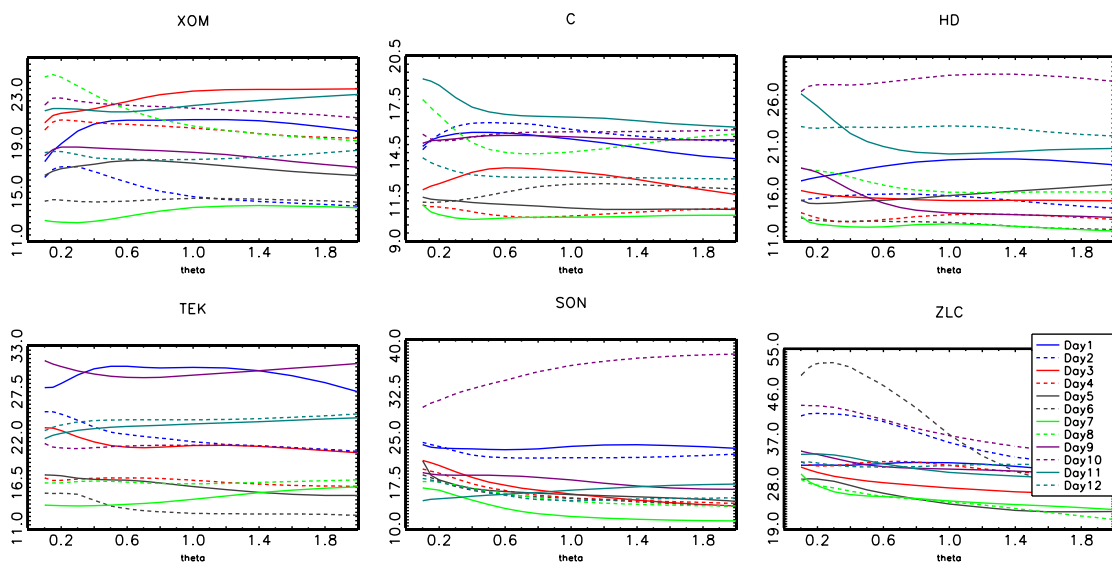 XOM
C
HD
23.0
19.0
15.0
11.0
20.5
17.5
14.5
11.5
9.0
26.0
21.0
16.0
11.0
0.2 0.6 1.0 1.4 1.8
0.2 0.6 1.0 1.4 1.8
0.2 0.6 1.0 1.4 1.8
theta
theta
theta
TEK
SON
ZLC
33.0
27.5
22.0
16.5
11.0
40.0
32.5
25.0
17.5
10.0
55.0
46.0
37.0
28.0
19.0
Day1
Day2
Day3
Day4
Day5
Day6
Day7
Day8
Day9
Day10
Day11
Day12
0.2 0.6 1.0 1.4 1.8
0.2 0.6 1.0 1.4 1.8
0.2 0.6 1.0 1.4 1.8
theta
theta
theta